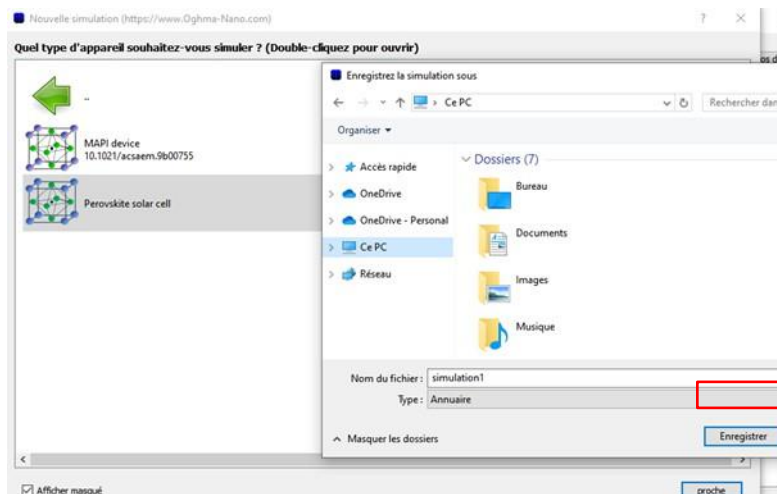 Nouvelle simulation (https://www.Oghma-Nano.com)
Quel type d'appareil souhaitez-vous simuler ? (Double-cliquez pour ouvrir)
..
MAPI device
10.1021/acsaem.9b00755
Perovskite solar cell
Afficher masqué
proche
Enregistrez la simulation sous
Ce PC
Rechercher dan
Organiser
Accès rapide
OneDrive
OneDrive - Personal
Ce PC
Réseau
Dossiers (7)
Bureau
Documents
Images
Musique
Nom du fichier : simulation1
Type : Annuaire
Masquer les dossiers
Enregistrer